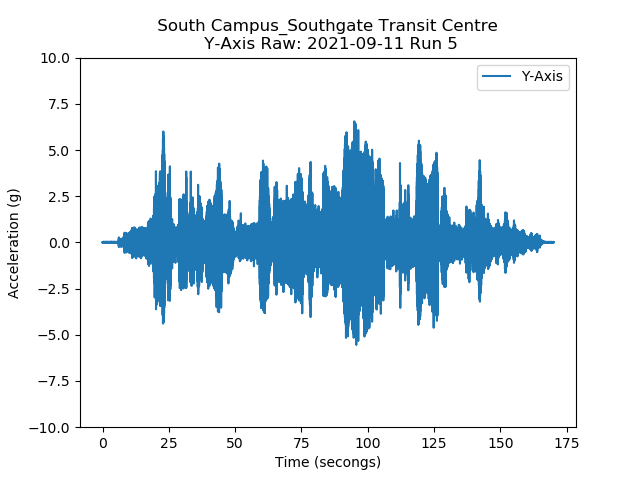 South Campus_Southgate Transit Centre
Y-Axis Raw: 2021-09-11 Run 5
Y-Axis
10.0
7.5
5.0
2.5
0.0
−2.5
−5.0
−7.5
−10.0
Acceleration (g)
0 25 50 75 100 125 150 175
Time (secongs)